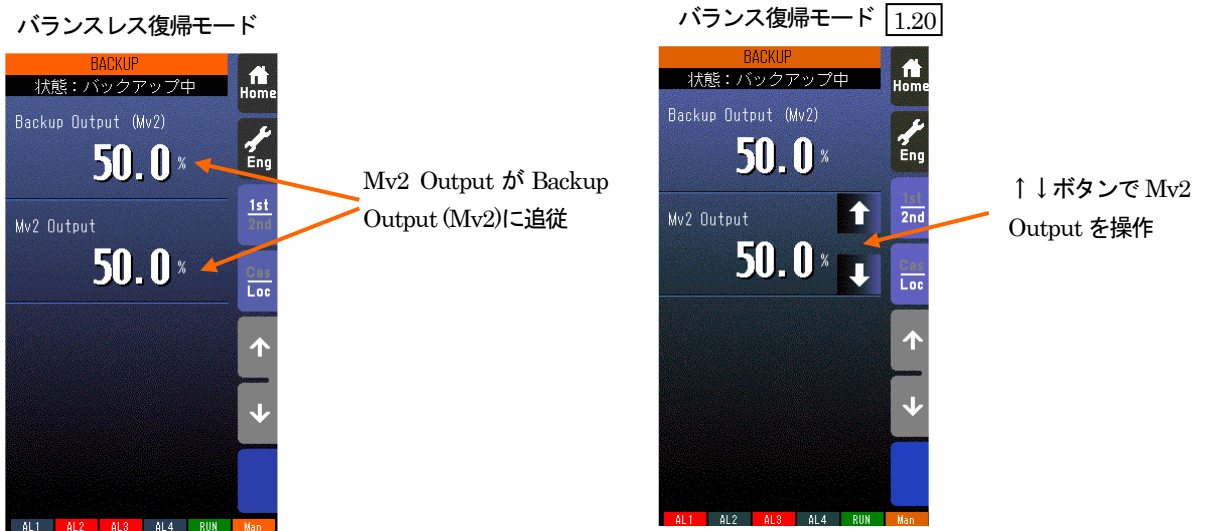 バランスレス復帰モード
BACKUP
状態：バックアップ中
Backup Output (Mv2)
50.0 %
Mv2 Output
50.0 %
Home
Eng
1st
2nd
Cas
Loc
↑
↓
AL1 AL2 AL3 AL4 RUN Man
Mv2 Output が Backup
Output (Mv2)に追従
バランス復帰モード 1.20
BACKUP
状態：バックアップ中
Backup Output (Mv2)
50.0 %
Mv2 Output
↑
50.0 %
↓
Home
Eng
1st
2nd
Cas
Loc
↑
↓
AL1 AL2 AL3 AL4 RUN Man
↑↓ボタンで Mv2
Output を操作